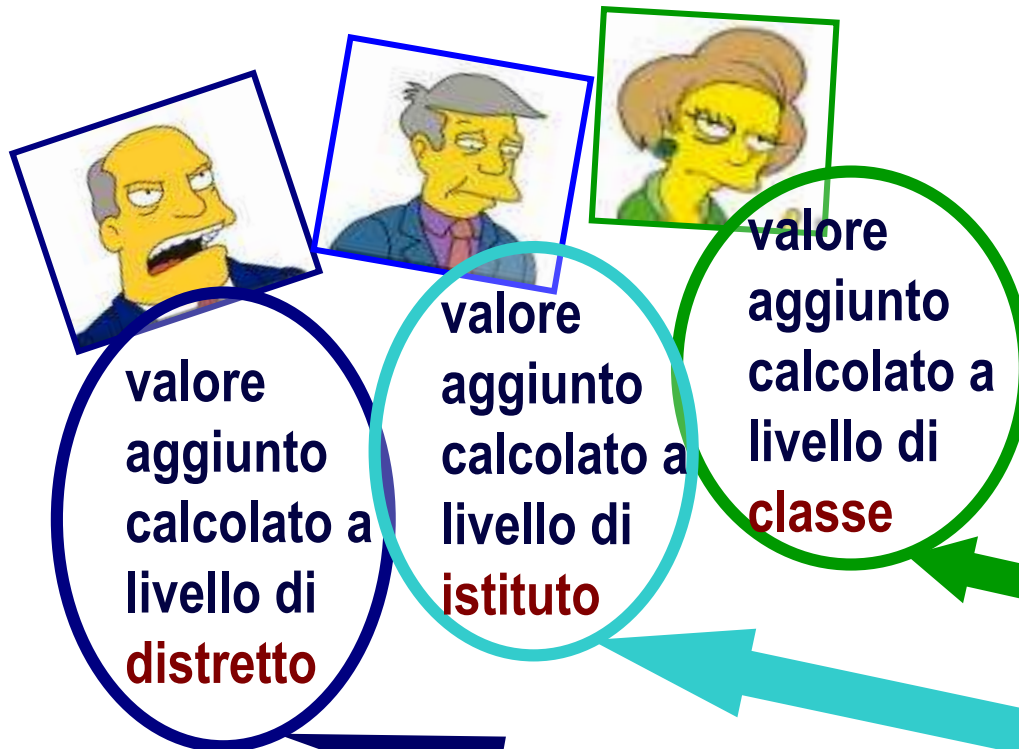 valore
aggiunto
calcolato a
livello di
distretto
valore
aggiunto
calcolato a
livello di
istituto
valore
aggiunto
calcolato a
livello di
classe